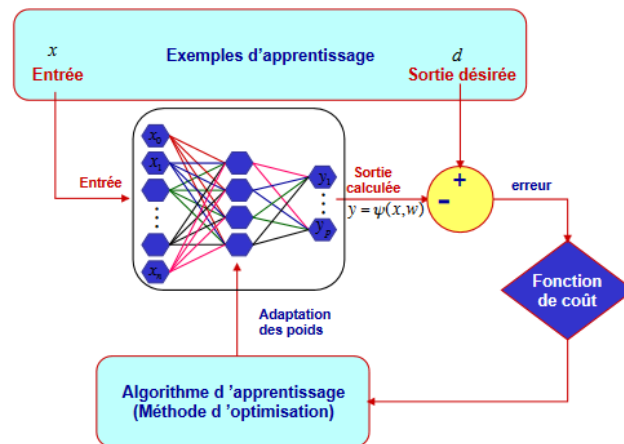 x
d
Exemples d'apprentissage
Entrée
Sortie désirée
x₀
x₁
xₙ
y₁
yₚ
Entrée
Sortie
calculée
y = ψ(x,w)
+
-
erreur
Fonction
de coût
Adaptation
des poids
Algorithme d 'apprentissage
(Méthode d 'optimisation)